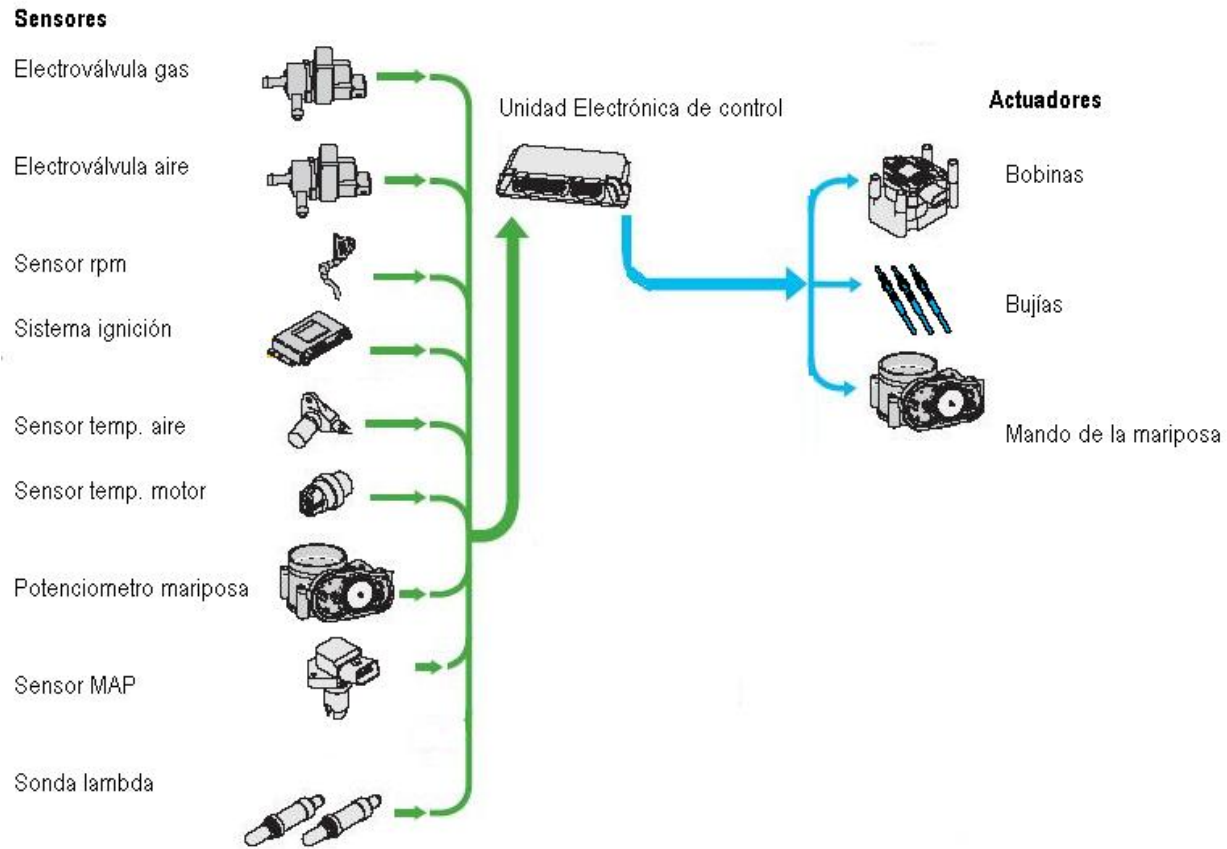 Sensores
Electroválvula gas
Electroválvula aire
Sensor rpm
Sistema ignición
Sensor temp. aire
Sensor temp. motor
Potenciometro mariposa
Sensor MAP
Sonda lambda
Unidad Electrónica de control
Actuadores
Bobinas
Bujías
Mando de la mariposa